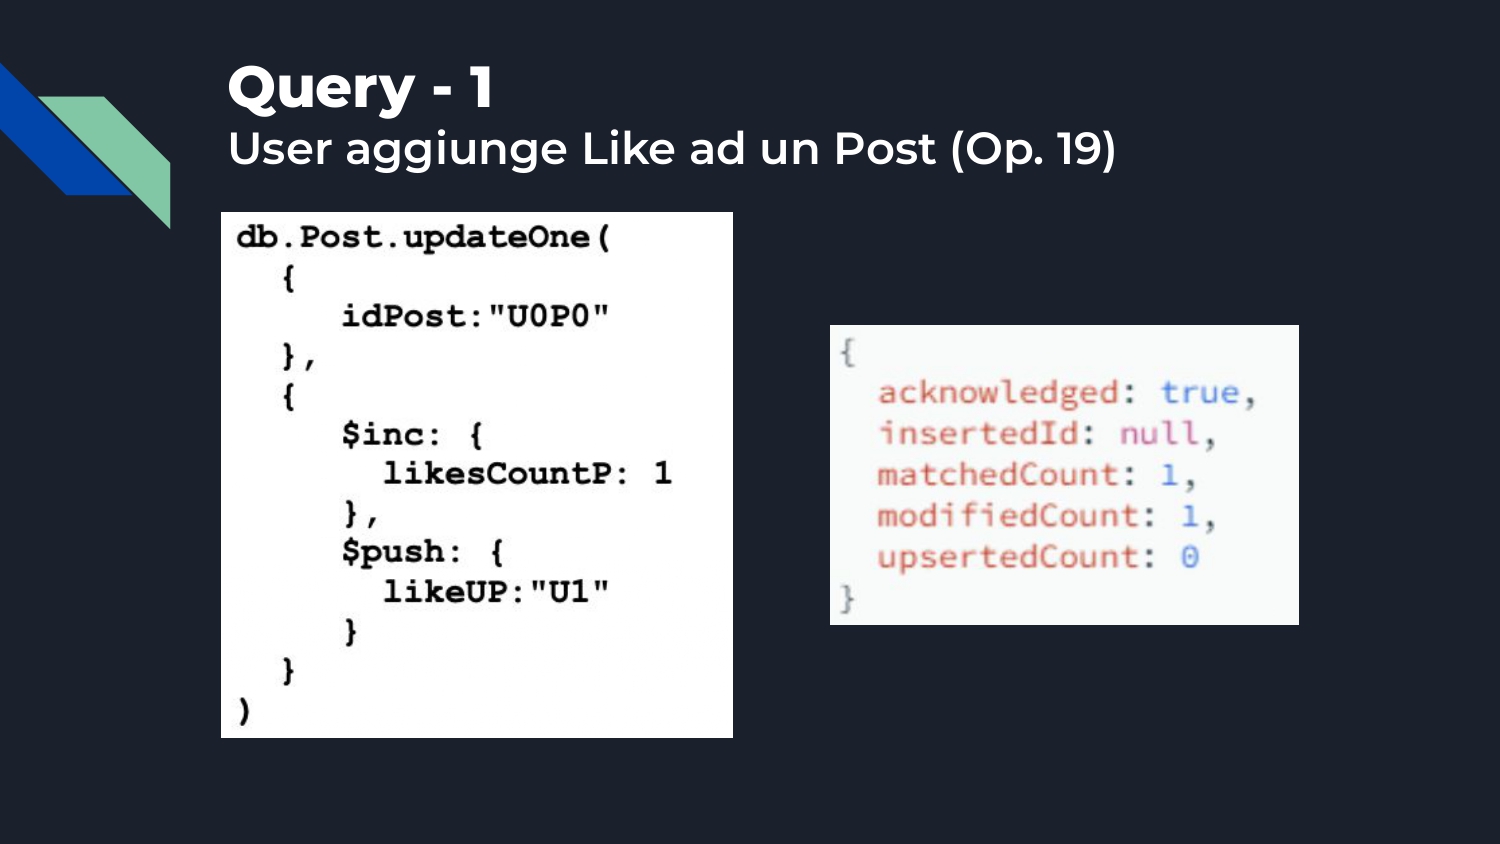 Query - 1
User aggiunge Like ad un Post (Op. 19)
db.Post.updateOne(
{
idPost:"U0P0"
},
{
$inc: {
likesCountP: 1
},
$push: {
likeUP:"U1"
}
}
)
{
acknowledged: true,
insertedId: null,
matchedCount: 1,
modifiedCount: 1,
upsertedCount: 0
}